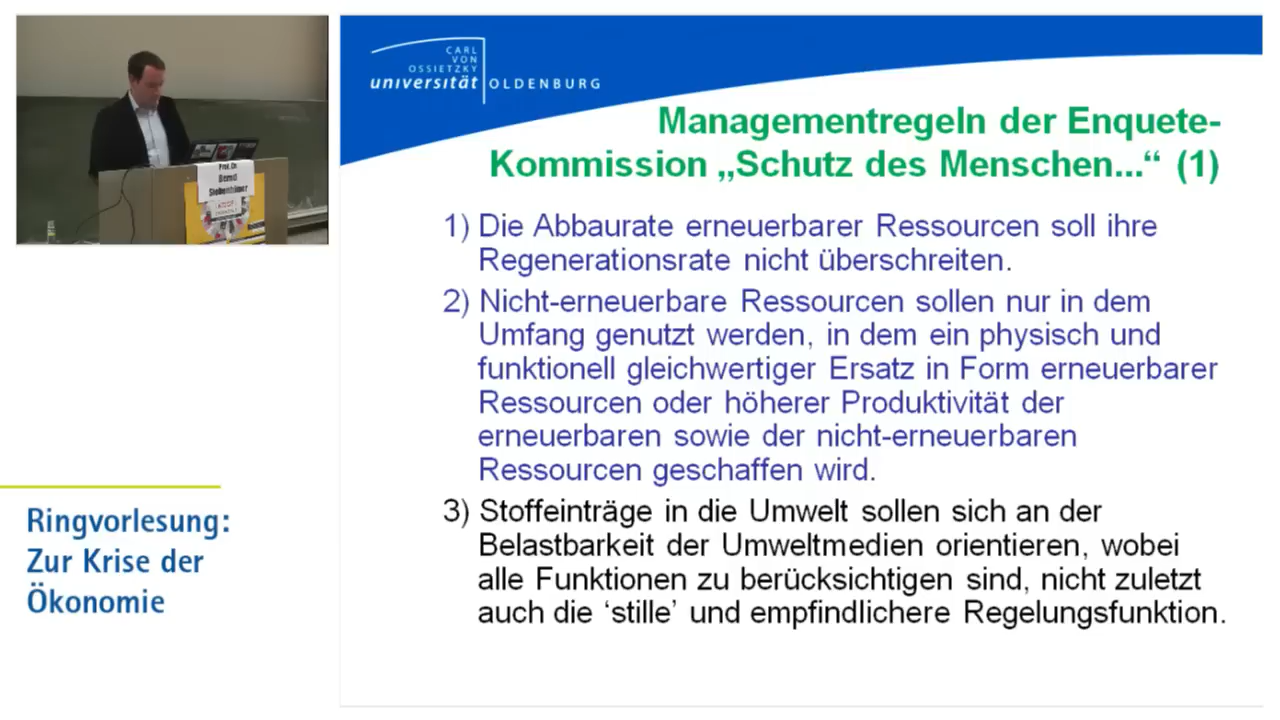 Prof. Dr.
Bernd
Siebenhüner
CARL
VON
OSSIETZKY
universität OLDENBURG
Managementregeln der Enquete-
Kommission „Schutz des Menschen...“ (1)
1) Die Abbaurate erneuerbarer Ressourcen soll ihre
Regenerationsrate nicht überschreiten.
2) Nicht-erneuerbare Ressourcen sollen nur in dem
Umfang genutzt werden, in dem ein physisch und
funktionell gleichwertiger Ersatz in Form erneuerbarer
Ressourcen oder höherer Produktivität der
erneuerbaren sowie der nicht-erneuerbaren
Ressourcen geschaffen wird.
3) Stoffeinträge in die Umwelt sollen sich an der
Belastbarkeit der Umweltmedien orientieren, wobei
alle Funktionen zu berücksichtigen sind, nicht zuletzt
auch die ‘stille’ und empfindlichere Regelungsfunktion.
Ringvorlesung:
Zur Krise der
Ökonomie